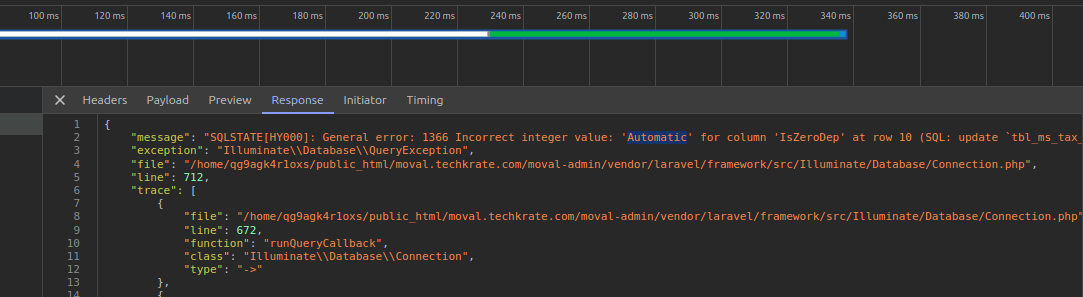 100 ms 120 ms 140 ms 160 ms 180 ms 200 ms 220 ms 240 ms 260 ms 280 ms 300 ms 320 ms 340 ms 360 ms 380 ms 400 ms
Headers Payload Preview Response Initiator Timing
1 {
2 "message": "SQLSTATE[HY000]: General error: 1366 Incorrect integer value: 'Automatic' for column 'IsZeroDep' at row 10 (SQL: update `tbl_ms_tax_
3 "exception": "Illuminate\\Database\\QueryException",
4 "file": "/home/qg9agk4r1oxs/public_html/moval.techkrate.com/moval-admin/vendor/laravel/framework/src/Illuminate/Database/Connection.php",
5 "line": 712,
6 "trace": [
7 {
8 "file": "/home/qg9agk4r1oxs/public_html/moval.techkrate.com/moval-admin/vendor/laravel/framework/src/Illuminate/Database/Connection.php"
9 "line": 672,
10 "function": "runQueryCallback",
11 "class": "Illuminate\\Database\\Connection",
12 "type": "->"
13 },
14 {